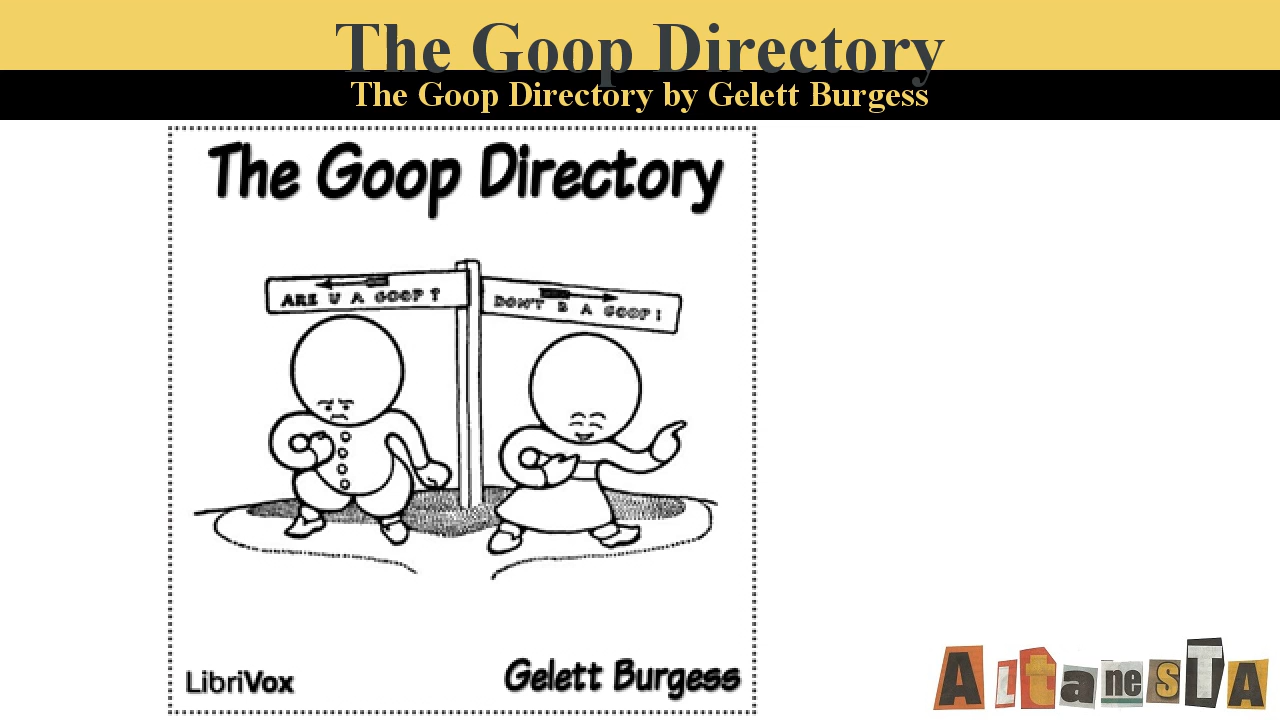 The Goop Directory
The Goop Directory by Gelett Burgess
The Goop Directory
ARE U A GOOP ?
DON'T B A GOOP !
LibriVox
Gelett Burgess
AltanesTA